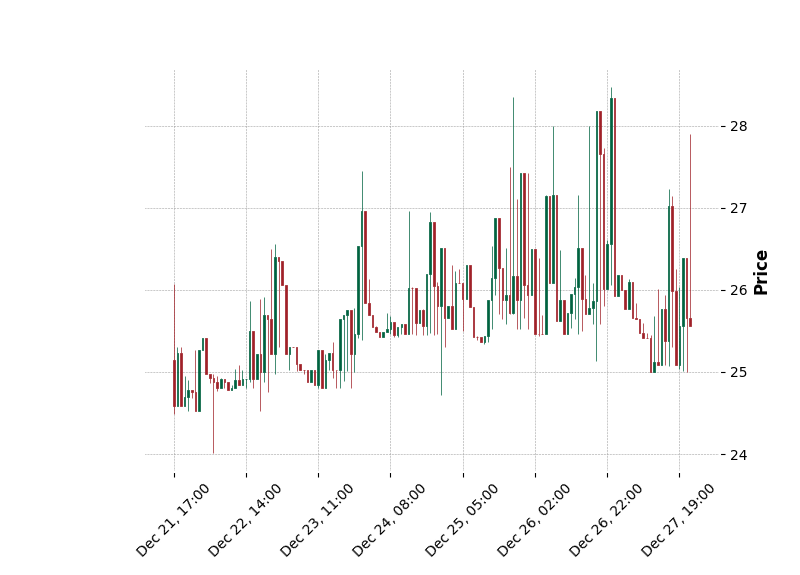 28
27
26
25
24
Price
Dec 21, 17:00
Dec 22, 14:00
Dec 23, 11:00
Dec 24, 08:00
Dec 25, 05:00
Dec 26, 02:00
Dec 26, 22:00
Dec 27, 19:00